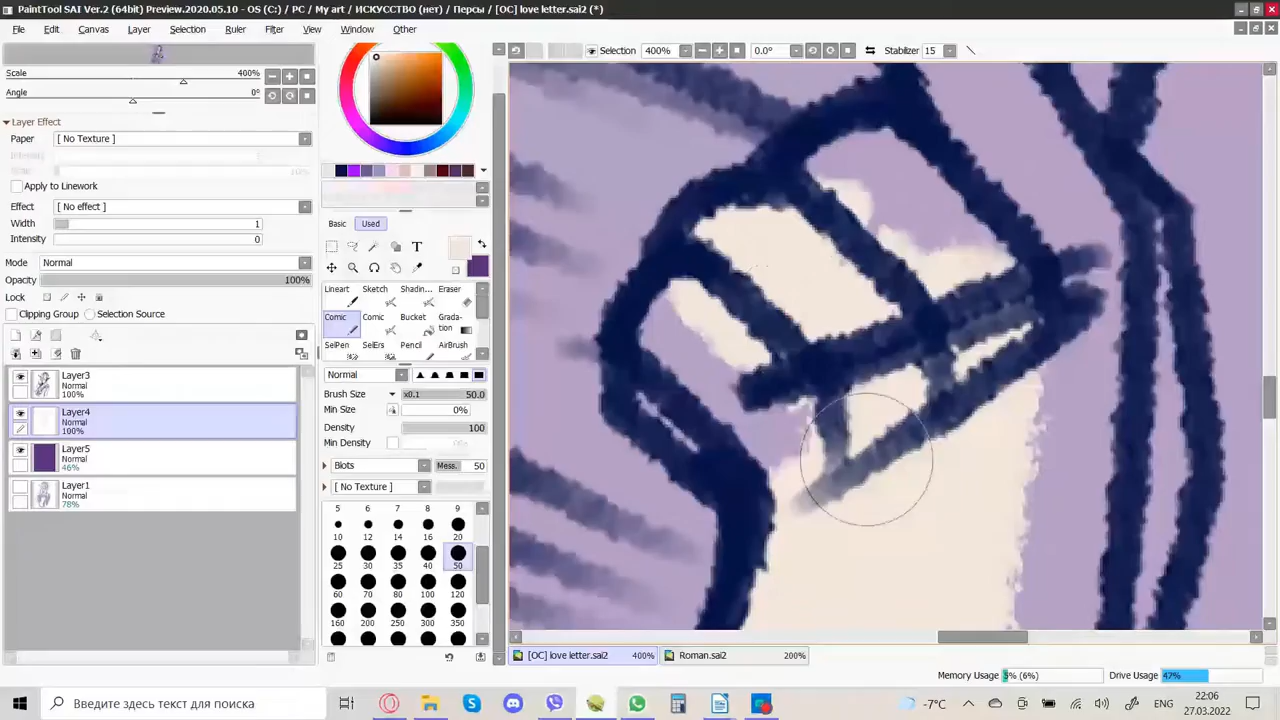 PaintTool SAI Ver.2 (64bit) Preview.2020.05.10 - OS (C:) / PC / My art / ИСКУССТВО (нет) / Персы / [OC] love letter.sai2 (*)
File Edit Canvas Layer Selection Ruler Filter View Window Other
Selection 400% 0.0° Stabilizer 15
Scale 400%
Angle 0°
Layer Effect
Paper [ No Texture ]
Apply to Linework
Effect [ No effect ]
Width 1
Intensity 0
Mode Normal
Opacity 100%
Lock
Clipping Group Selection Source
Layer3
Normal
100%
Layer4
Normal
100%
Layer5
Normal
46%
Layer1
Normal
78%
Basic Used
T
Lineart Sketch Shadin... Eraser
Comic Comic Bucket Grada-
tion
SelPen SelErs Pencil AirBrush
Normal
Brush Size x0.1 50.0
Min Size 0%
Density 100
Min Density
Blots Mess. 50
[ No Texture ]
5 6 7 8 9
10 12 14 16 20
25 30 35 40 50
60 70 80 100 120
160 200 250 300 350
[OC] love letter.sai2 400% Roman.sai2 200%
Memory Usage 5% (6%) Drive Usage 47%
Введите здесь текст для поиска
-7°C ENG 22:06
27.03.2022